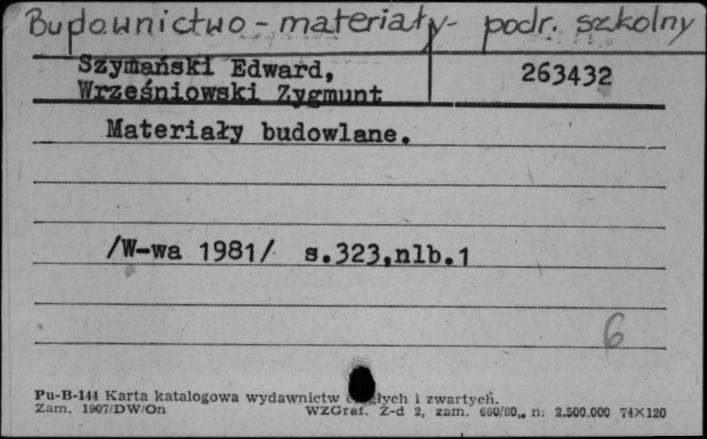 Budownictwo - materiały - podr. szkolny
Szymański Edward, 263432
Wrześniowski Zygmunt
Materiały budowlane.
/W-wa 1981/ s.323,nlb.1
6
Pu-B-144 Karta katalogowa wydawnictw i zwartych.
Zam. 1907/DW/On WZGraf. Z-d 2, zam. 660/80, n. 2.500.000 74×120